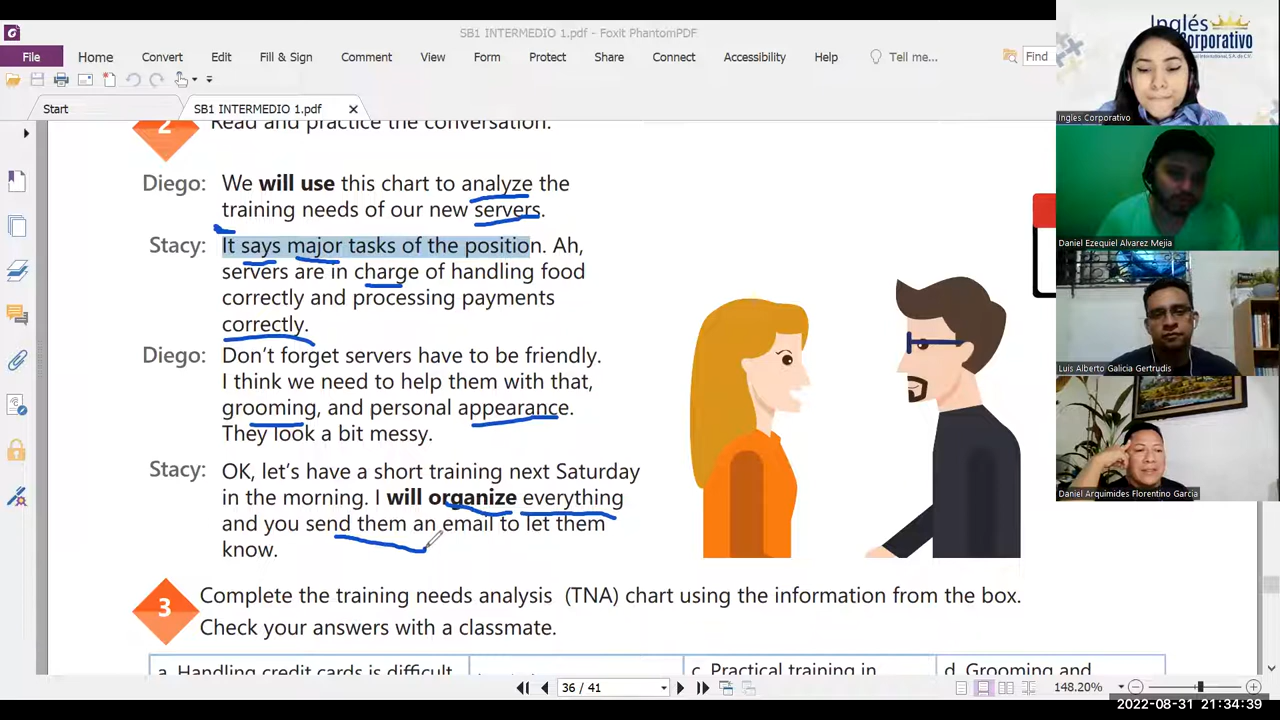 SB1 INTERMEDIO 1.pdf - Foxit PhantomPDF
File Home Convert Edit Fill & Sign Comment View Form Protect Share Connect Accessibility Help Tell me... Find
Start SB1 INTERMEDIO 1.pdf
2 Read and practice the conversation.
Diego: We will use this chart to analyze the
training needs of our new servers.
Stacy: It says major tasks of the position. Ah,
servers are in charge of handling food
correctly and processing payments
correctly.
Diego: Don't forget servers have to be friendly.
I think we need to help them with that,
grooming, and personal appearance.
They look a bit messy.
Stacy: OK, let's have a short training next Saturday
in the morning. I will organize everything
and you send them an email to let them
know.
3 Complete the training needs analysis (TNA) chart using the information from the box.
Check your answers with a classmate.
a. Handling credit cards is difficult
c. Practical training in
d. Grooming and
36 / 41
148.20%
Inglés
Corporativo
Ingles Corporativo
Daniel Ezequiel Alvarez Mejia
Luis Alberto Galicia Gertrudis
Daniel Arquimides Florentino Garcia
2022-08-31 21:34:39